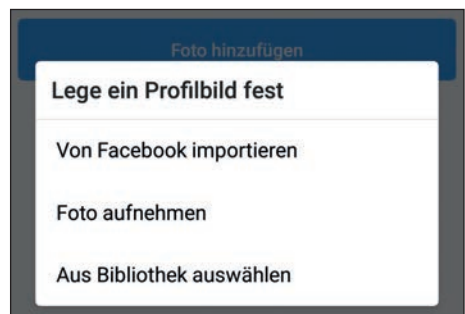 Foto hinzufügen
Lege ein Profilbild fest
Von Facebook importieren
Foto aufnehmen
Aus Bibliothek auswählen